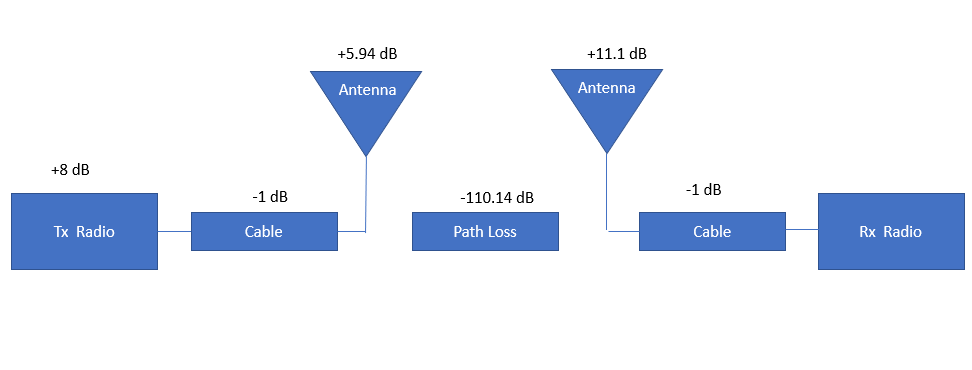 +5.94 dB
+11.1 dB
Antenna
Antenna
+8 dB
-1 dB
-110.14 dB
-1 dB
Tx  Radio
Cable
Path Loss
Cable
Rx  Radio